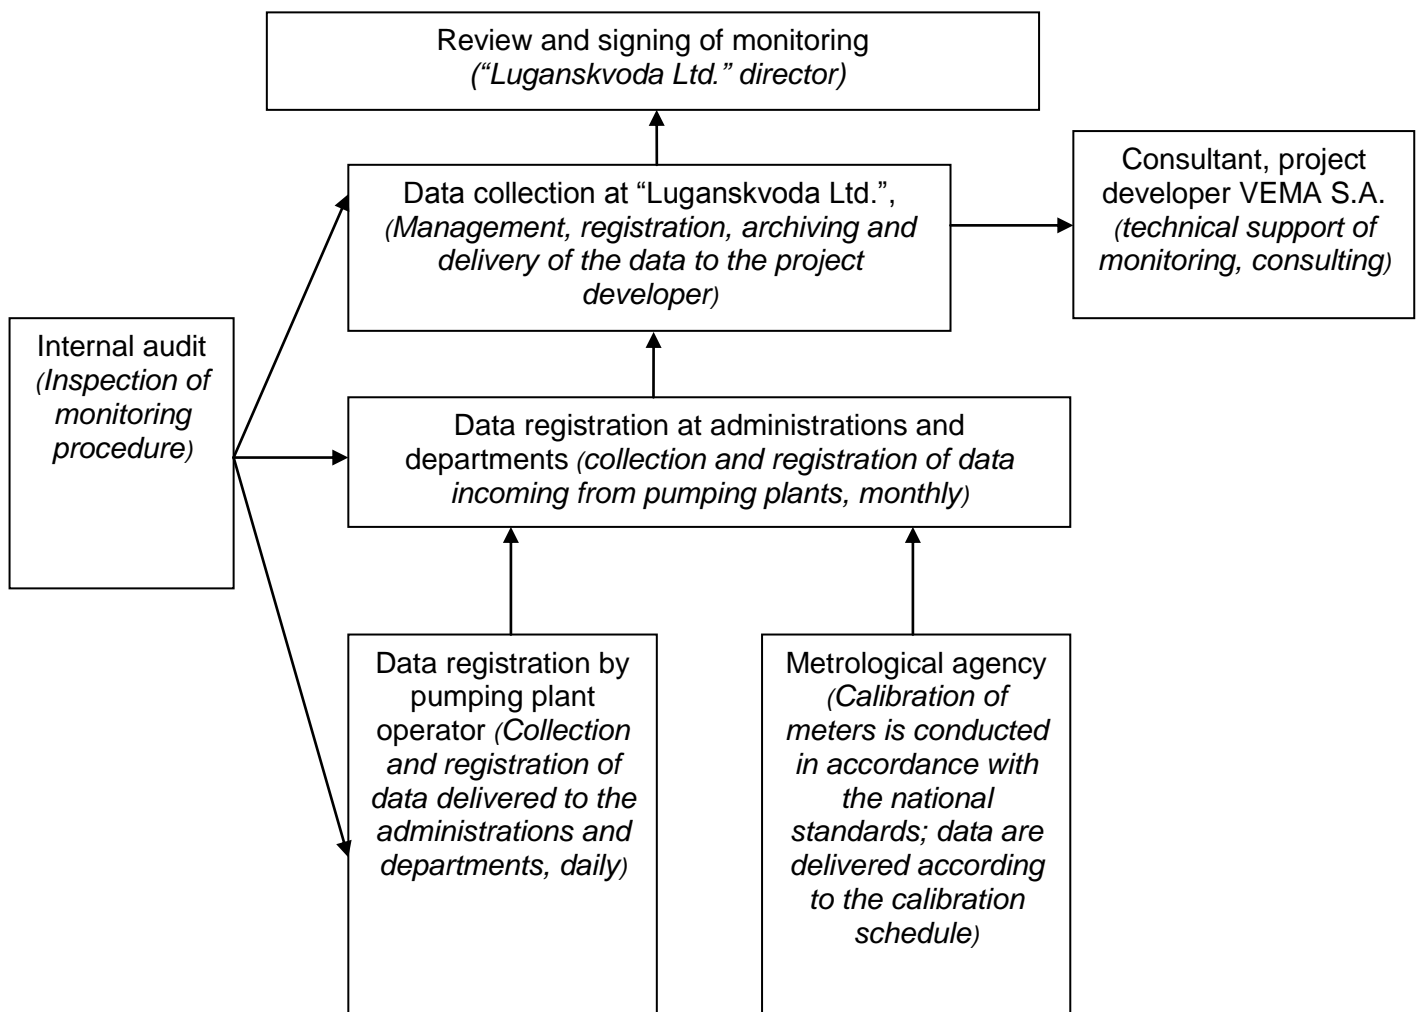 Review and signing of monitoring
(“Luganskvoda Ltd.” director)
Consultant, project
developer VEMA S.A.
(technical support of
monitoring, consulting)
Data collection at “Luganskvoda Ltd.”,
(Management, registration, archiving and
delivery of the data to the project
developer)
Internal audit
(Inspection of
monitoring
procedure)
Data registration at administrations and
departments (collection and registration of data
incoming from pumping plants, monthly)
Data registration by
pumping plant
operator (Collection
and registration of
data delivered to the
administrations and
departments, daily)
Metrological agency
(Calibration of
meters is conducted
in accordance with
the national
standards; data are
delivered according
to the calibration
schedule)